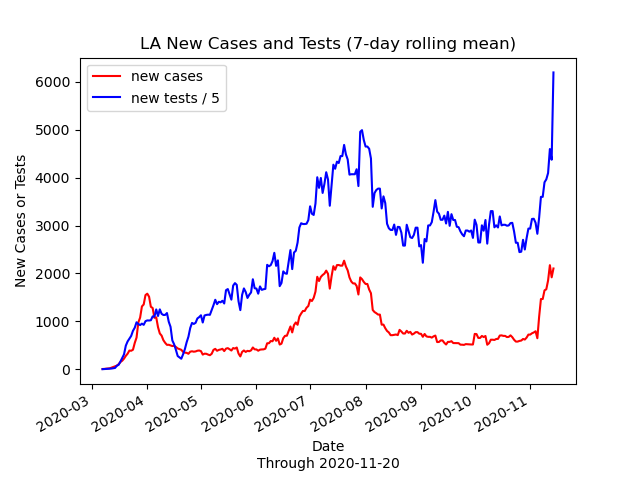 LA New Cases and Tests (7-day rolling mean)
new cases
new tests / 5
6000
5000
4000
3000
2000
1000
0
New Cases or Tests
2020-03
2020-04
2020-05
2020-06
2020-07
2020-08
2020-09
2020-10
2020-11
Date
Through 2020-11-20